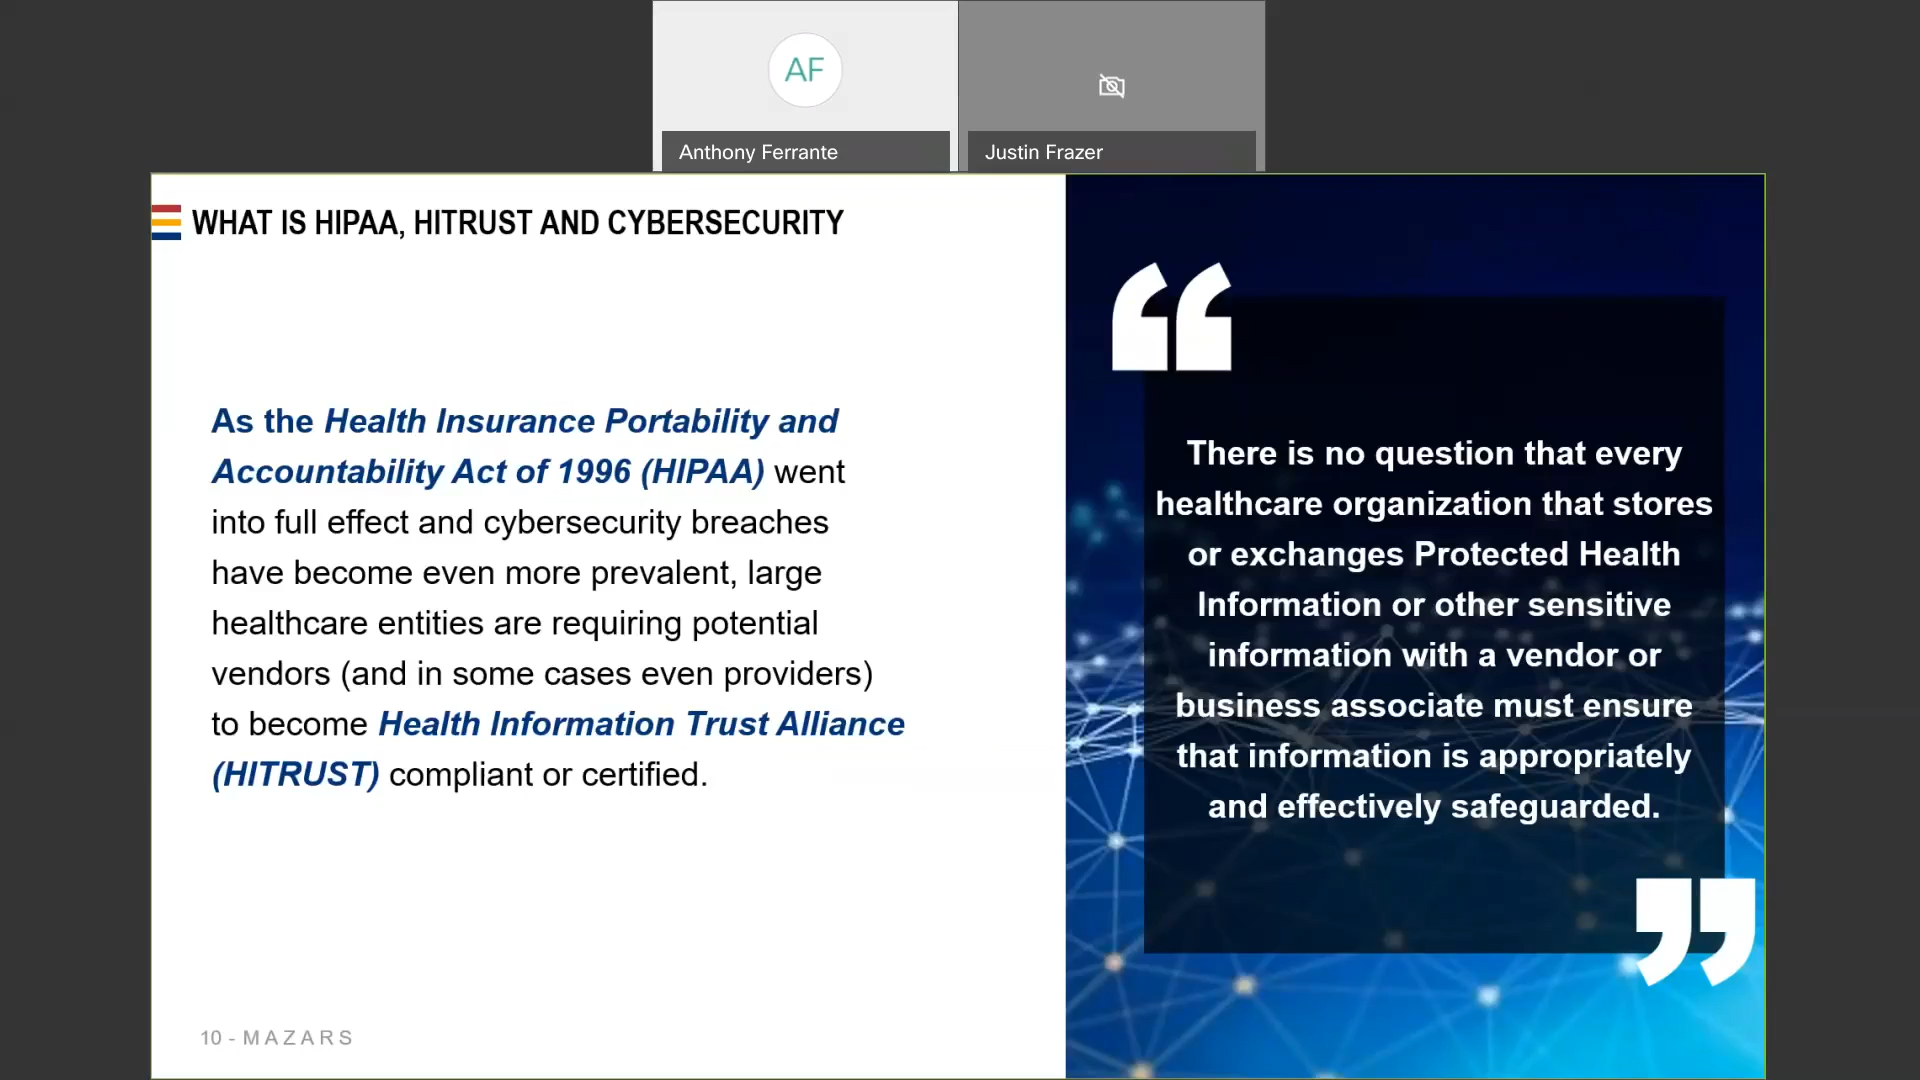 AF
Anthony Ferrante
Justin Frazer
WHAT IS HIPAA, HITRUST AND CYBERSECURITY
As the Health Insurance Portability and
Accountability Act of 1996 (HIPAA) went
into full effect and cybersecurity breaches
have become even more prevalent, large
healthcare entities are requiring potential
vendors (and in some cases even providers)
to become Health Information Trust Alliance
(HITRUST) compliant or certified.
“
There is no question that every
healthcare organization that stores
or exchanges Protected Health
Information or other sensitive
information with a vendor or
business associate must ensure
that information is appropriately
and effectively safeguarded.
”
10 - MAZARS